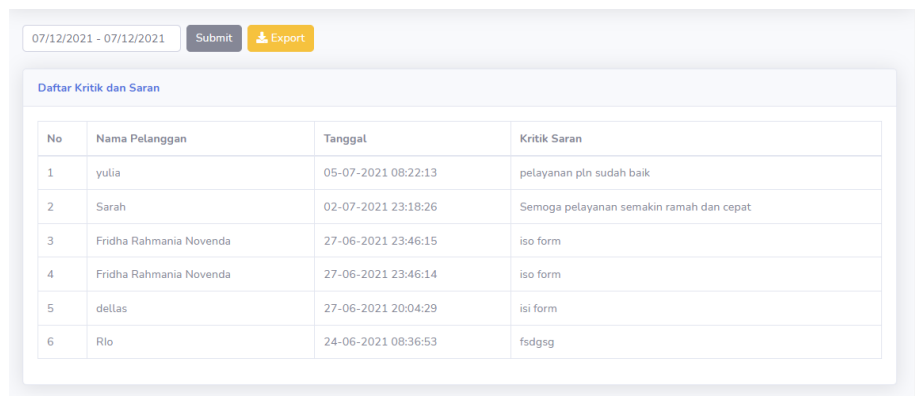 07/12/2021 - 07/12/2021 Submit Export
Daftar Kritik dan Saran
No Nama Pelanggan Tanggal Kritik Saran
1 yulia 05-07-2021 08:22:13 pelayanan pln sudah baik
2 Sarah 02-07-2021 23:18:26 Semoga pelayanan semakin ramah dan cepat
3 Fridha Rahmania Novenda 27-06-2021 23:46:15 iso form
4 Fridha Rahmania Novenda 27-06-2021 23:46:14 iso form
5 dellas 27-06-2021 20:04:29 isi form
6 RIo 24-06-2021 08:36:53 fsdgsg